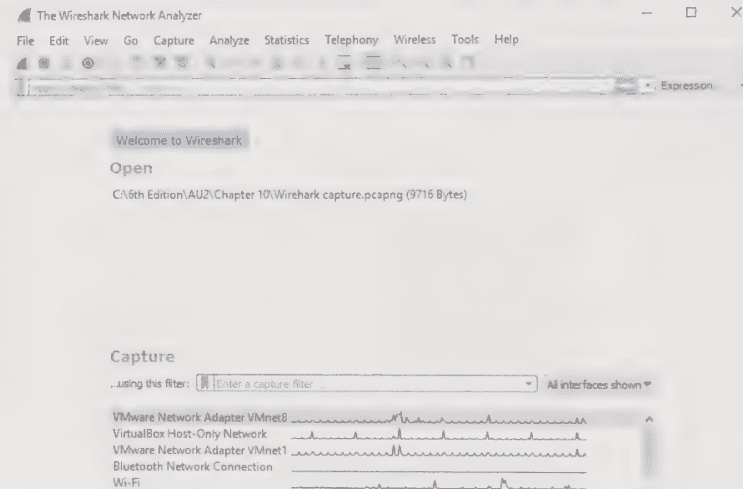 The Wireshark Network Analyzer
File Edit View Go Capture Analyze Statistics Telephony Wireless Tools Help
Expression
Welcome to Wireshark
Open
C:\6th Edition\AU2\Chapter 10\Wirehark capture.pcapng (9716 Bytes)
Capture
...using this filter: Enter a capture filter ... All interfaces shown
VMware Network Adapter VMnet8
VirtualBox Host-Only Network
VMware Network Adapter VMnet1
Bluetooth Network Connection
Wi-Fi